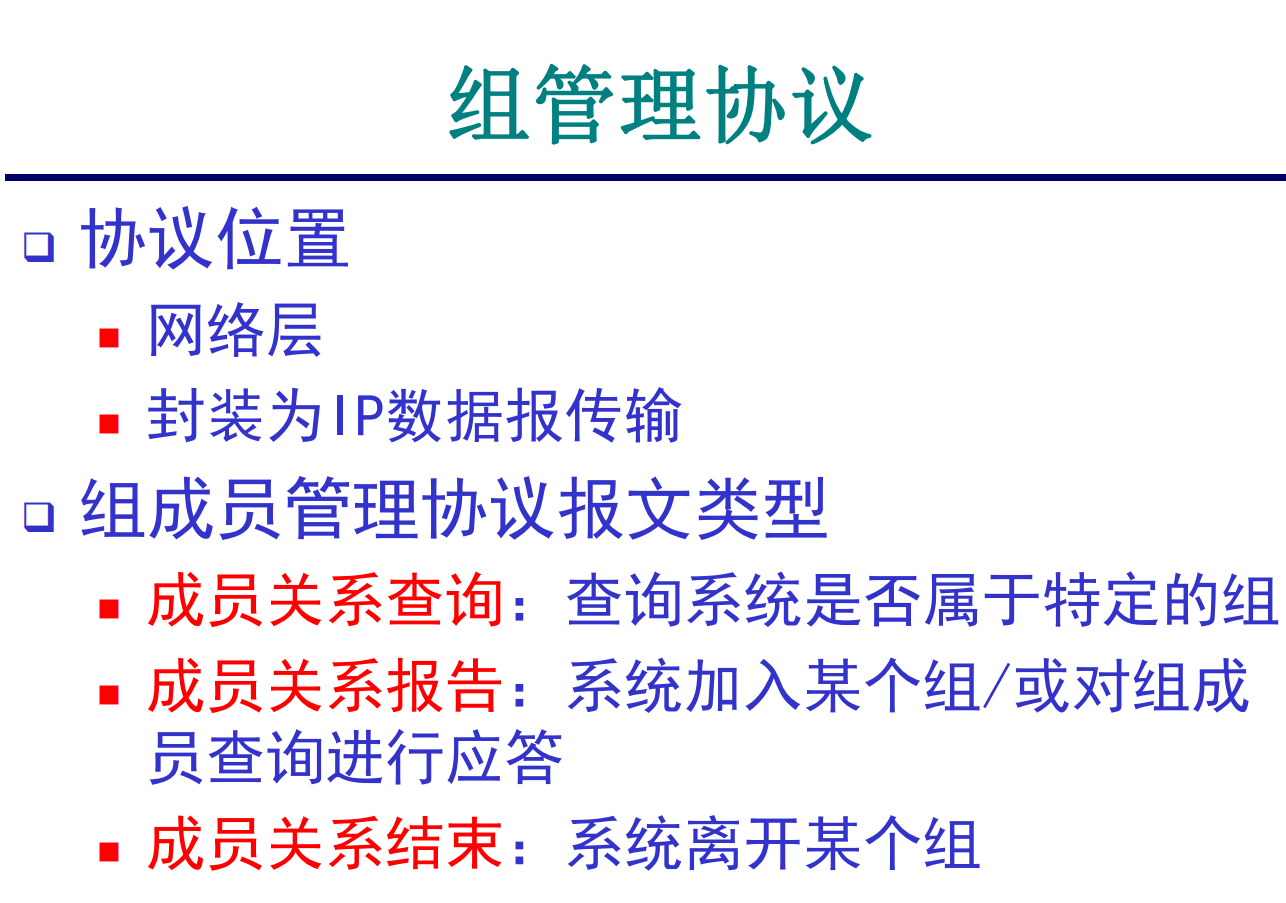 组管理协议
协议位置
网络层
封装为IP数据报传输
组成员管理协议报文类型
成员关系查询：查询系统是否属于特定的组
成员关系报告：系统加入某个组/或对组成
员查询进行应答
成员关系结束：系统离开某个组